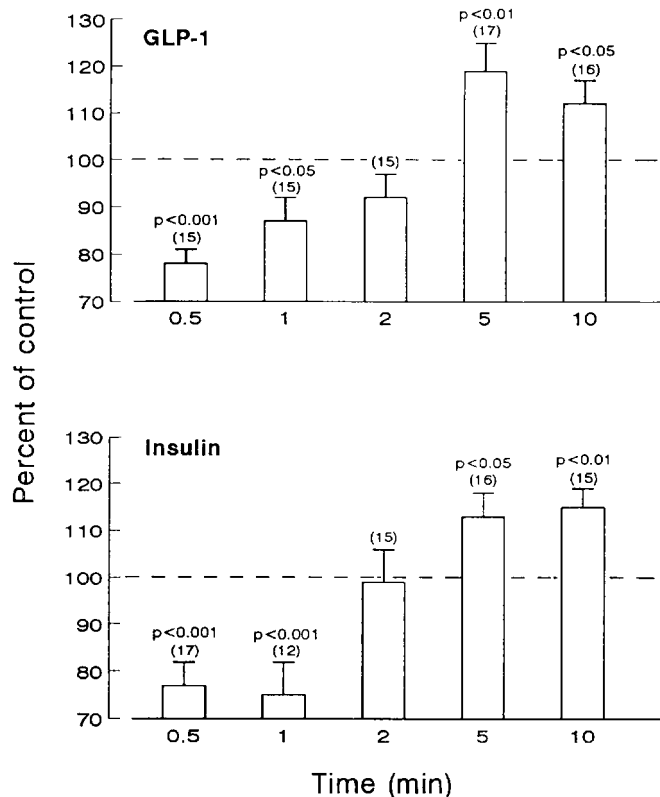 GLP-1
130
120
110
100
90
80
70
p<0.001
(15)
p<0.05
(15)
(15)
p<0.01
(17)
p<0.05
(16)
0.5 1 2 5 10
Percent of control
Insulin
130
120
110
100
90
80
70
p<0.001
(17)
p<0.001
(12)
(15)
p<0.05
(16)
p<0.01
(15)
0.5 1 2 5 10
Time (min)